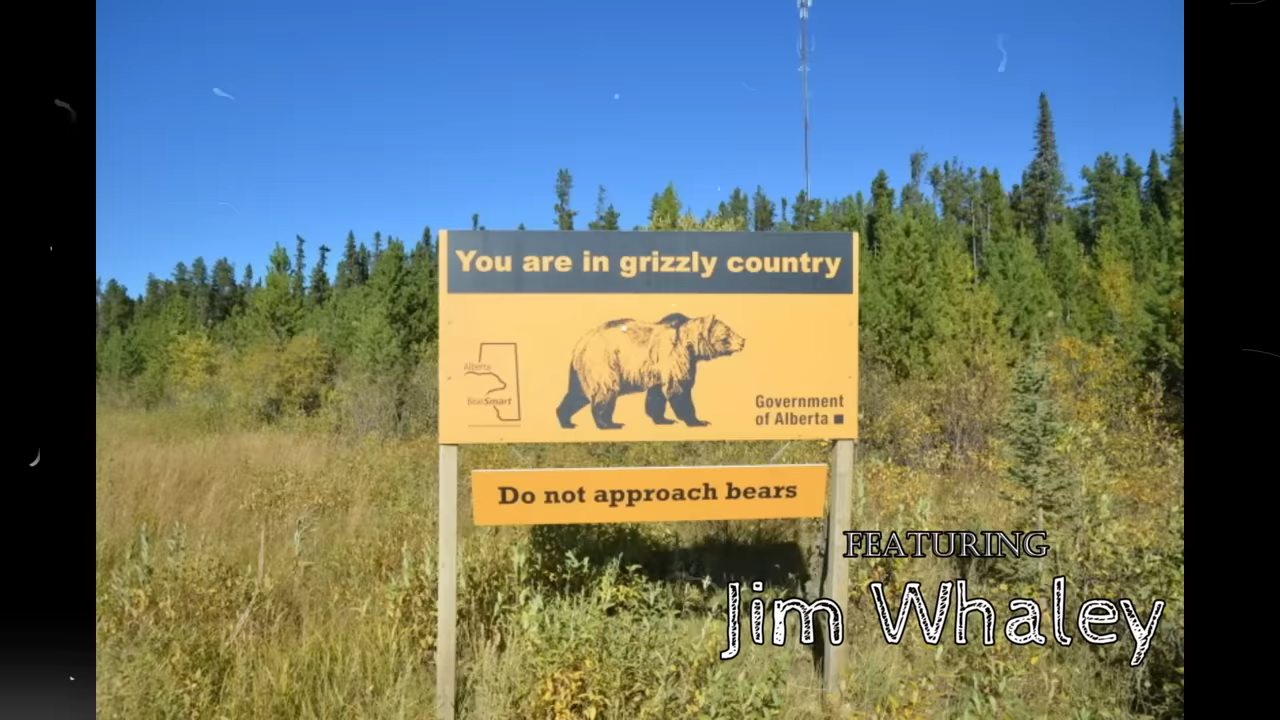 You are in grizzly country
Alberta
BearSmart
Government
of Alberta
Do not approach bears
FEATURING
Jim Whaley